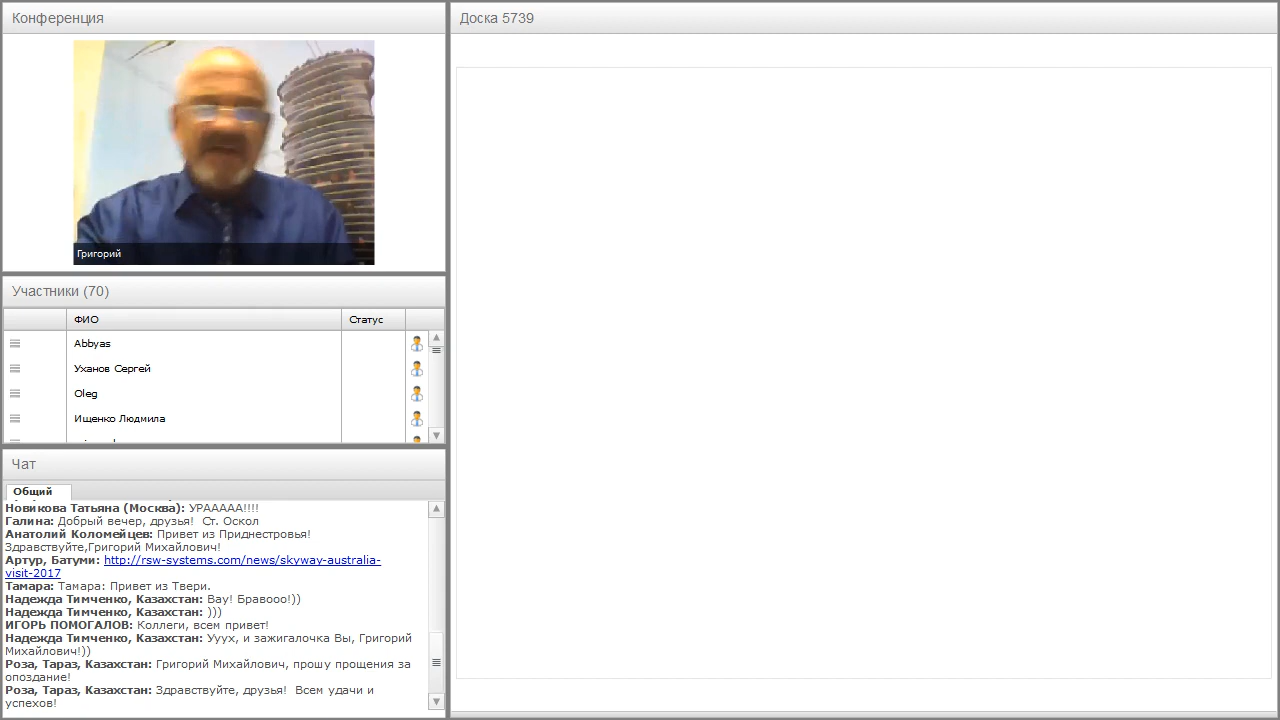 Конференция
Григорий
Участники (70)
ФИО
Статус
Abbyas
Уханов Сергей
Oleg
Ищенко Людмила
Чат
Общий
Новикова Татьяна (Москва): УРААААА!!!!
Галина: Добрый вечер, друзья! Ст. Оскол
Анатолий Коломейцев: Привет из Приднестровья!
Здравствуйте,Григорий Михайлович!
Артур, Батуми: http://rsw-systems.com/news/skyway-australia-
visit-2017
Тамара: Тамара: Привет из Твери.
Надежда Тимченко, Казахстан: Вау! Бравооо!))
Надежда Тимченко, Казахстан: )))
ИГОРЬ ПОМОГАЛОВ: Коллеги, всем привет!
Надежда Тимченко, Казахстан: Ууух, и зажигалочка Вы, Григорий
Михайлович!))
Роза, Тараз, Казахстан: Григорий Михайлович, прошу прощения за
опоздание!
Роза, Тараз, Казахстан: Здравствуйте, друзья! Всем удачи и
успехов!
Доска 5739